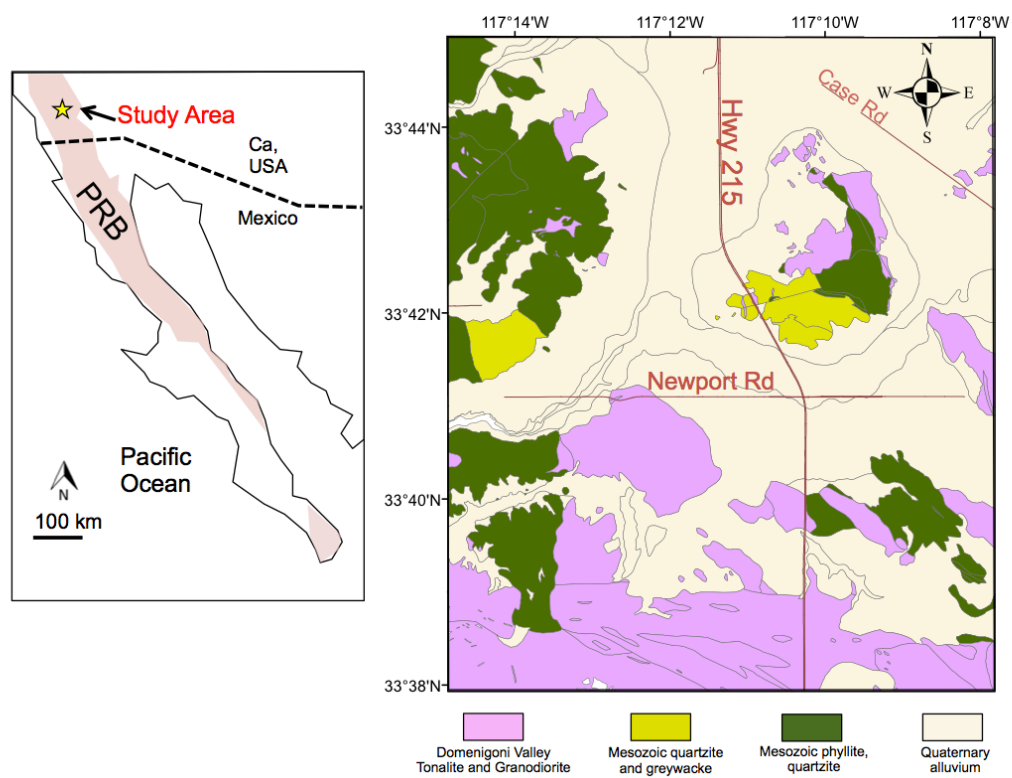 117°14'W 117°12'W 117°10'W 117°8'W
33°44'N
33°42'N
33°40'N
33°38'N
Study Area
Ca,
USA
Mexico
PRB
Pacific
Ocean
N
100 km
Hwy 215
Case Rd
N
W E
S
Newport Rd
Domenigoni Valley
Tonalite and Granodiorite
Mesozoic quartzite
and greywacke
Mesozoic phyllite,
quartzite
Quaternary
alluvium